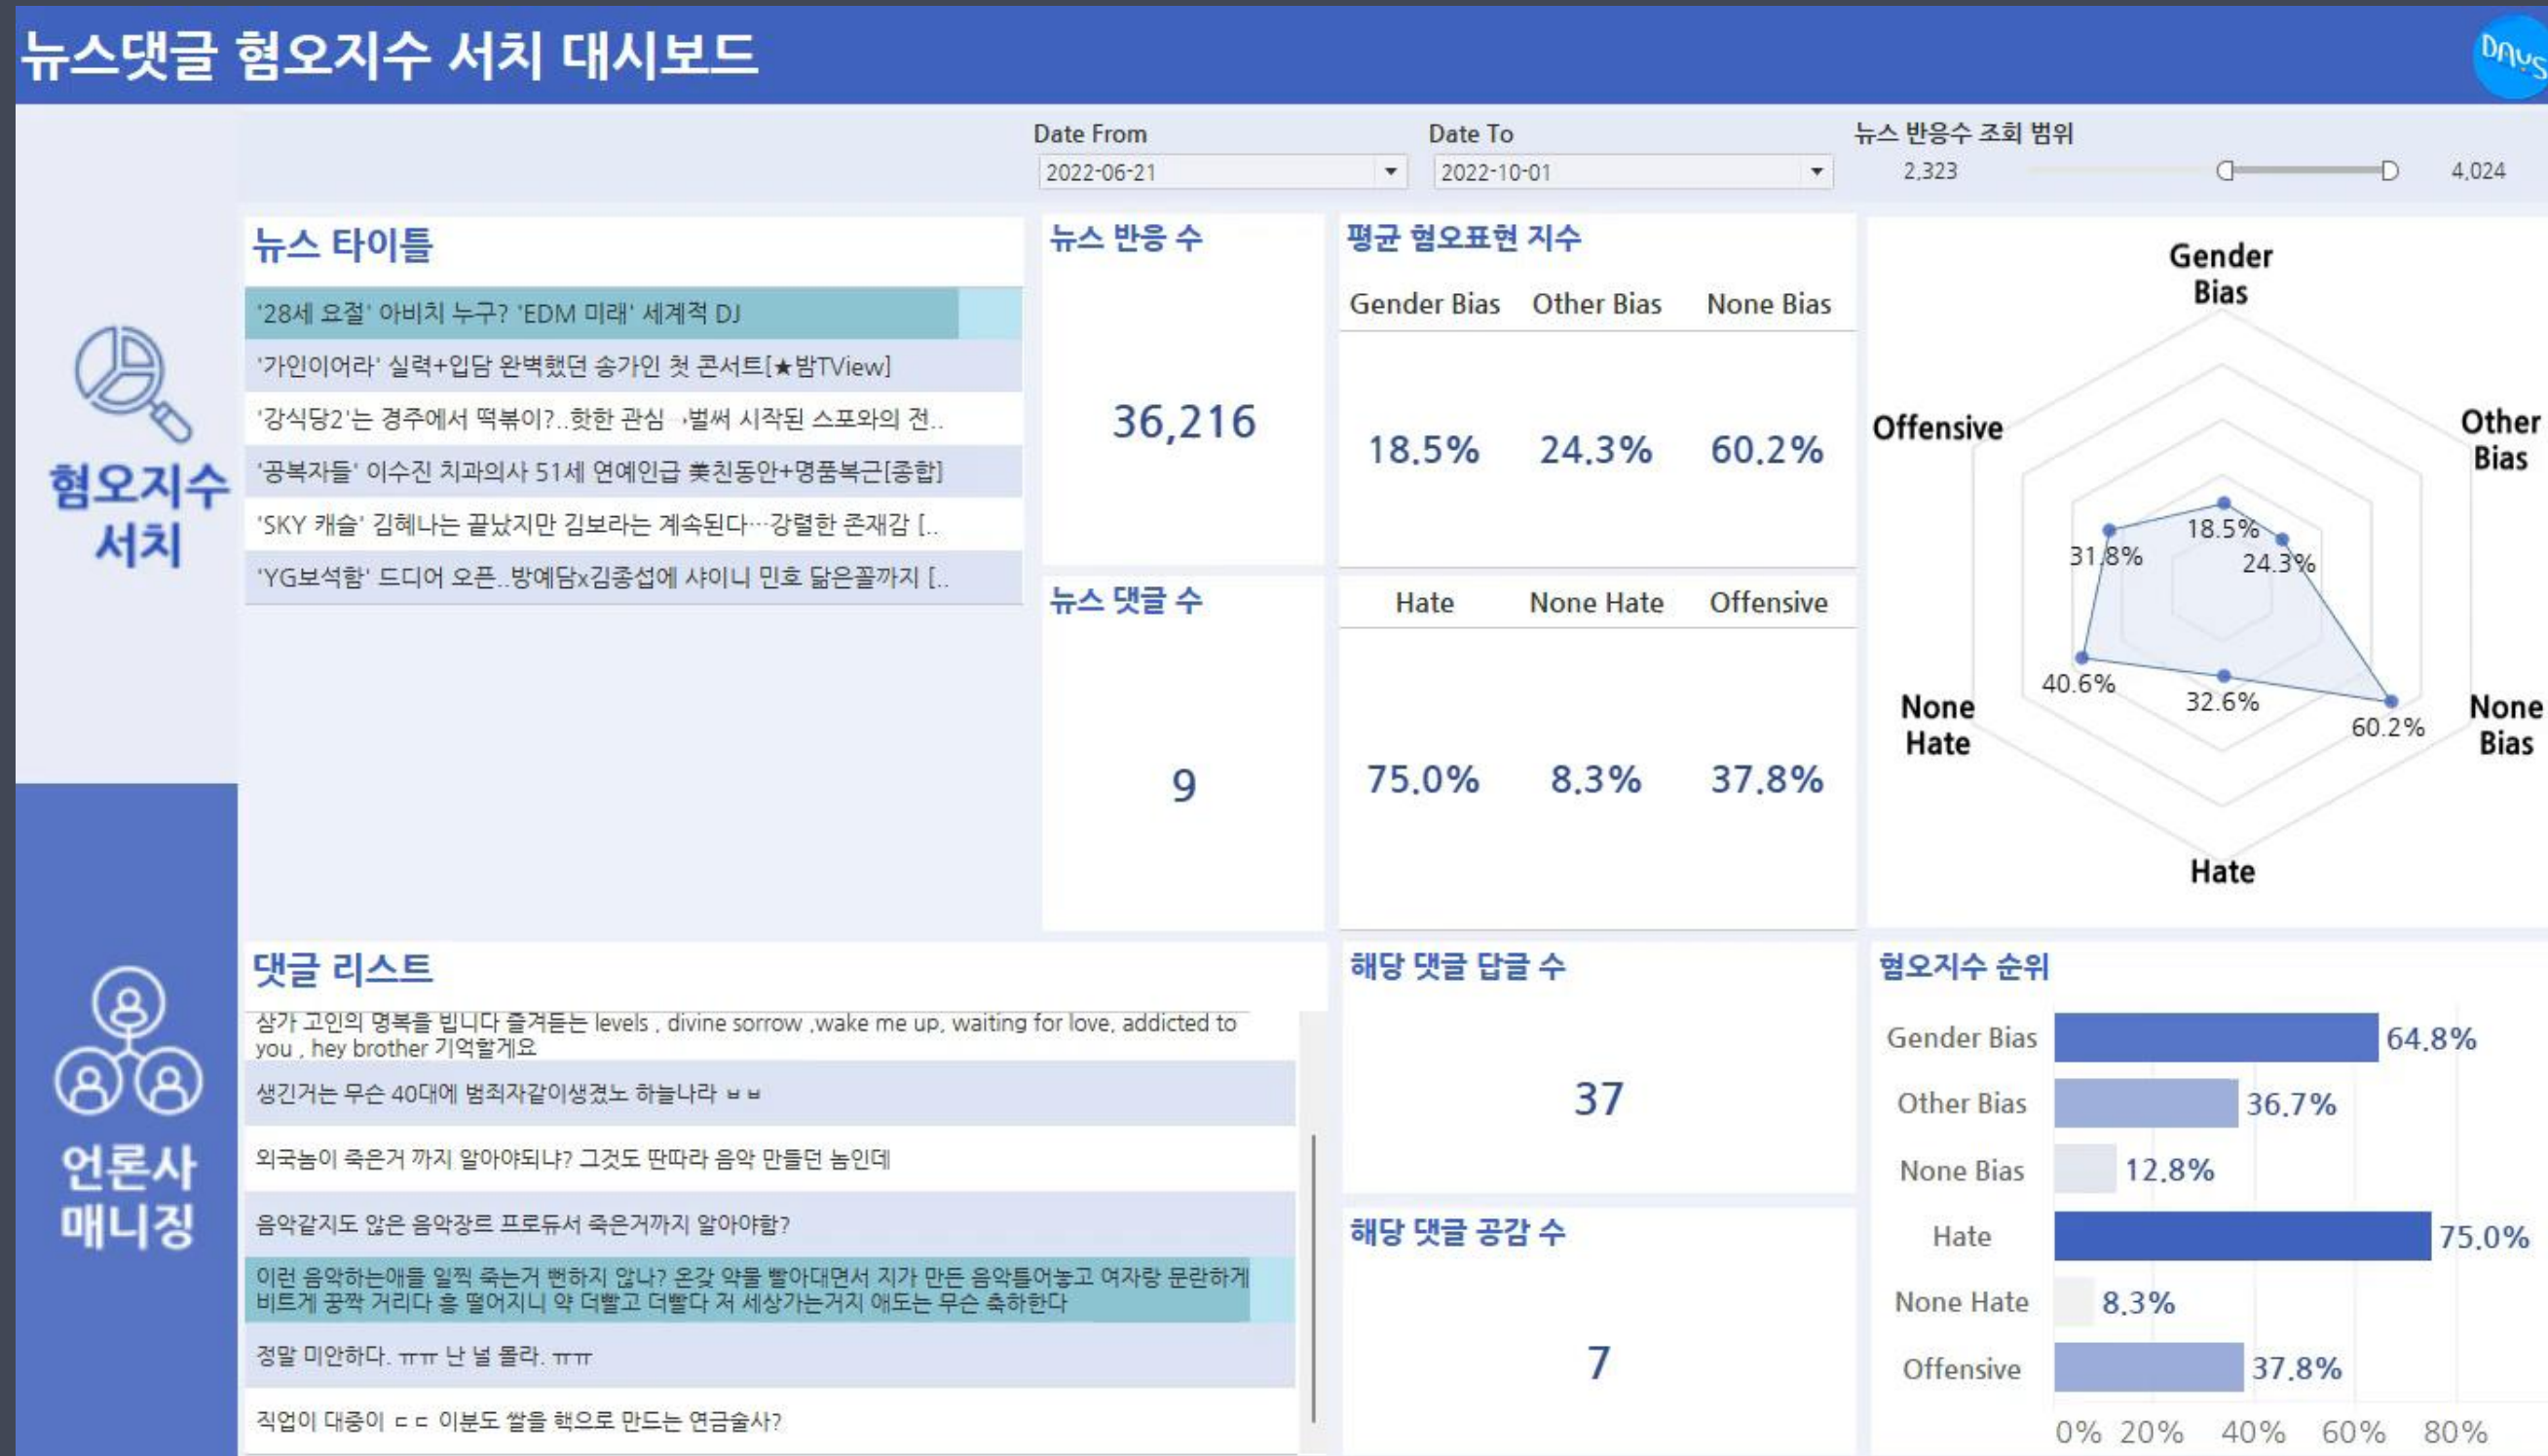 뉴스댓글 혐오지수 서치 대시보드
DAVS
Date From
Date To
뉴스 반응수 조회 범위
2022-06-21
2022-10-01
2,323
4,024
혐오지수
서치
언론사
매니징
뉴스 타이틀
'28세 요절' 아비치 누구? 'EDM 미래' 세계적 DJ
'가인이어라' 실력+입담 완벽했던 송가인 첫 콘서트[★밤TView]
'강식당2'는 경주에서 떡볶이?..핫한 관심→벌써 시작된 스포와의 전..
'공복자들' 이수진 치과의사 51세 연예인급 美친동안+명품복근[종합]
'SKY 캐슬' 김혜나는 끝났지만 김보라는 계속된다…강렬한 존재감 [..
'YG보석함' 드디어 오픈..방예담x김종섭에 샤이니 민호 닮은꼴까지 [..
뉴스 반응 수
36,216
뉴스 댓글 수
9
평균 혐오표현 지수
Gender Bias Other Bias None Bias
18.5% 24.3% 60.2%
Hate None Hate Offensive
75.0% 8.3% 37.8%
Gender
Bias
Other
Bias
None
Bias
Hate
None
Hate
Offensive
18.5%
24.3%
31.8%
40.6%
32.6%
60.2%
댓글 리스트
삼가 고인의 명복을 빕니다 즐겨듣는 levels , divine sorrow ,wake me up, waiting for love, addicted to
you , hey brother 기억할게요
생긴거는 무슨 40대에 범죄자같이생겼노 하늘나라 ㅂㅂ
외국놈이 죽은거 까지 알아야되냐? 그것도 딴따라 음악 만들던 놈인데
음악같지도 않은 음악장르 프로듀서 죽은거까지 알아야함?
이런 음악하는애들 일찍 죽는거 뻔하지 않나? 온갖 약물 빨아대면서 지가 만든 음악틀어놓고 여자랑 문란하게
비트게 꿍짝 거리다 흥 떨어지니 약 더빨고 더빨다 저 세상가는거지 애도는 무슨 축하한다
정말 미안하다. ㅠㅠ 난 널 몰라. ㅠㅠ
직업이 대중이 ㄷㄷ 이분도 쌀을 핵으로 만드는 연금술사?
해당 댓글 답글 수
37
해당 댓글 공감 수
7
혐오지수 순위
Gender Bias 64.8%
Other Bias 36.7%
None Bias 12.8%
Hate 75.0%
None Hate 8.3%
Offensive 37.8%
0% 20% 40% 60% 80%